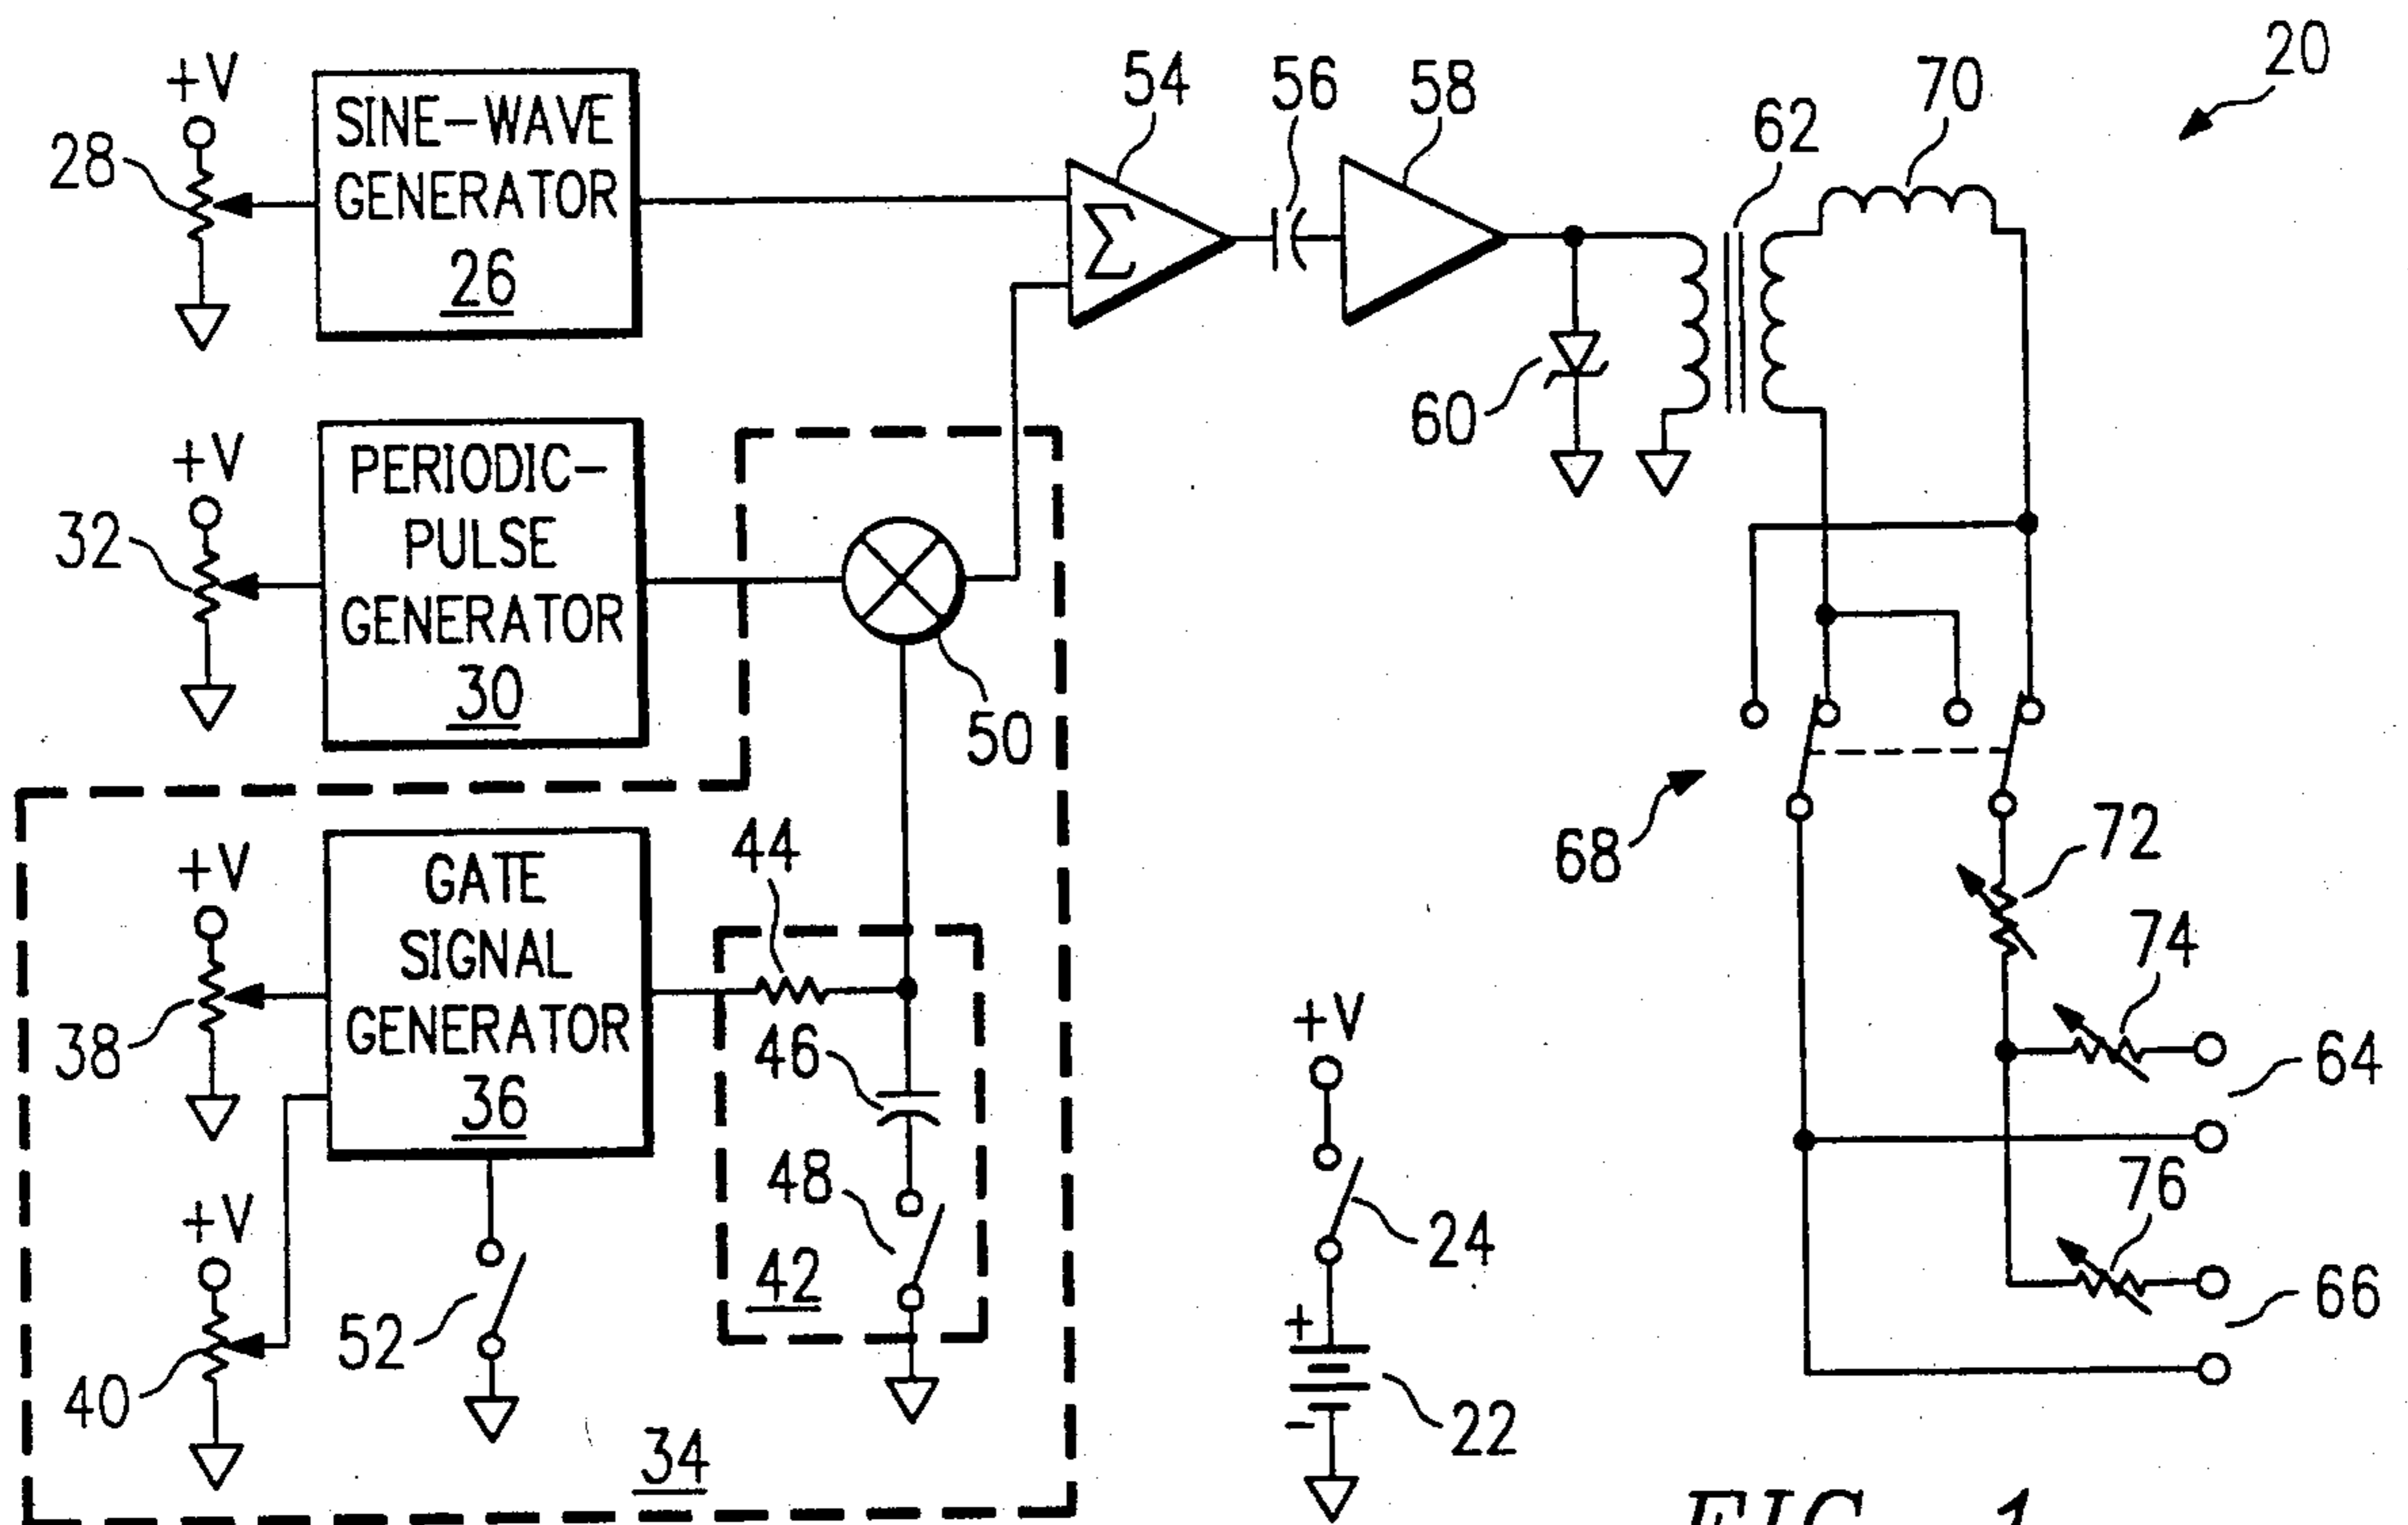 20
+V
28
SINE-WAVE
GENERATOR
26
54
56
58
62
70
Σ
60
+V
32
PERIODIC-
PULSE
GENERATOR
30
50
68
72
74
64
76
66
+V
38
GATE
SIGNAL
GENERATOR
36
44
46
48
42
52
+V
40
34
+V
24
+
-
22
FIG. 1